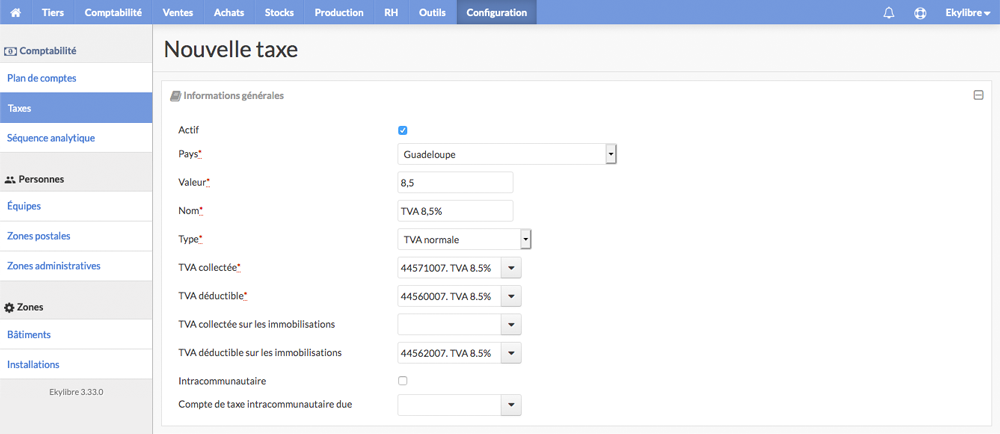 Tiers Comptabilité Ventes Achats Stocks Production RH Outils Configuration Ekylibre
Comptabilité
Plan de comptes
Taxes
Séquence analytique
Personnes
Équipes
Zones postales
Zones administratives
Zones
Bâtiments
Installations
Ekylibre 3.33.0
Nouvelle taxe
Informations générales
Actif
Pays* Guadeloupe
Valeur* 8,5
Nom* TVA 8,5%
Type* TVA normale
TVA collectée* 44571007. TVA 8.5%
TVA déductible* 44560007. TVA 8.5%
TVA collectée sur les immobilisations
TVA déductible sur les immobilisations 44562007. TVA 8.5%
Intracommunautaire
Compte de taxe intracommunautaire due